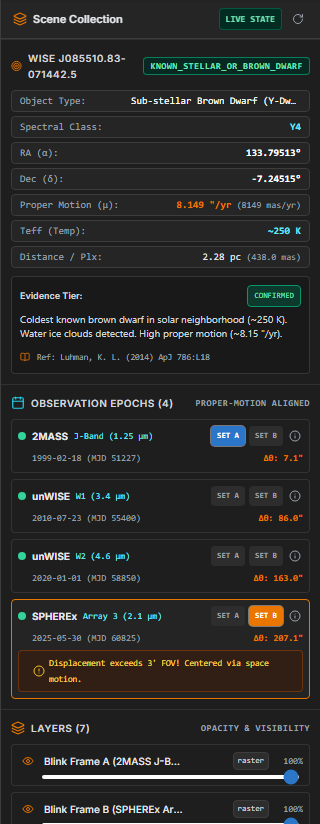 Scene Collection
LIVE STATE
WISE J085510.83-
071442.5
KNOWN_STELLAR_OR_BROWN_DWARF
Object Type: Sub-stellar Brown Dwarf (Y-Dw…
Spectral Class: Y4
RA (α): 133.79513°
Dec (δ): -7.24515°
Proper Motion (μ): 8.149 "/yr (8149 mas/yr)
Teff (Temp): ~250 K
Distance / Plx: 2.28 pc (438.0 mas)
Evidence Tier: CONFIRMED
Coldest known brown dwarf in solar neighborhood (~250 K).
Water ice clouds detected. High proper motion (~8.15 "/yr).
Ref: Luhman, K. L. (2014) ApJ 786:L18
OBSERVATION EPOCHS (4) PROPER-MOTION ALIGNED
2MASS J-Band (1.25 μm) SET A SET B
1999-02-18 (MJD 51227) Δθ: 7.1"
unWISE W1 (3.4 μm) SET A SET B
2010-07-23 (MJD 55400) Δθ: 86.0"
unWISE W2 (4.6 μm) SET A SET B
2020-01-01 (MJD 58850) Δθ: 163.0"
SPHEREx Array 3 (2.1 μm) SET A SET B
2025-05-30 (MJD 60825) Δθ: 207.1"
Displacement exceeds 3' FOV! Centered via space
motion.
LAYERS (7) OPACITY & VISIBILITY
Blink Frame A (2MASS J-B… raster 100%
Blink Frame B (SPHEREx Ar… raster 100%